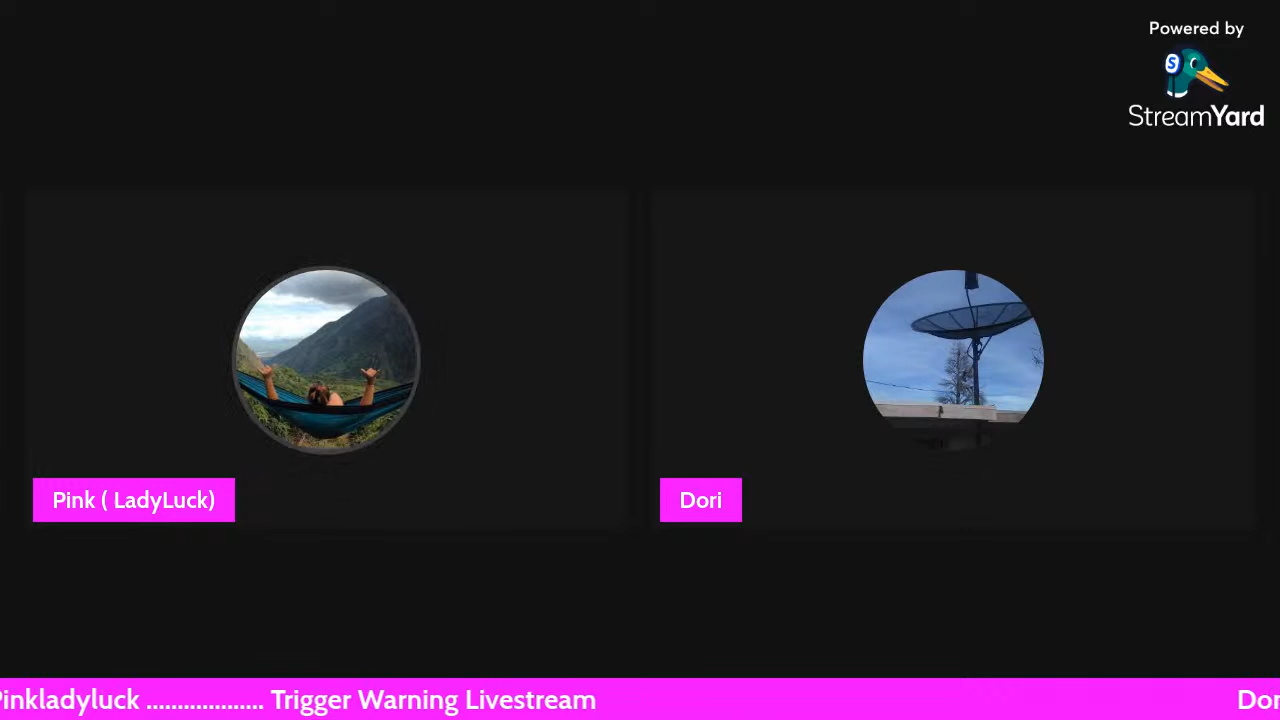 Powered by
S
StreamYard
Pink ( LadyLuck)
Dori
Pinkladyluck ................... Trigger Warning Livestream
Dor